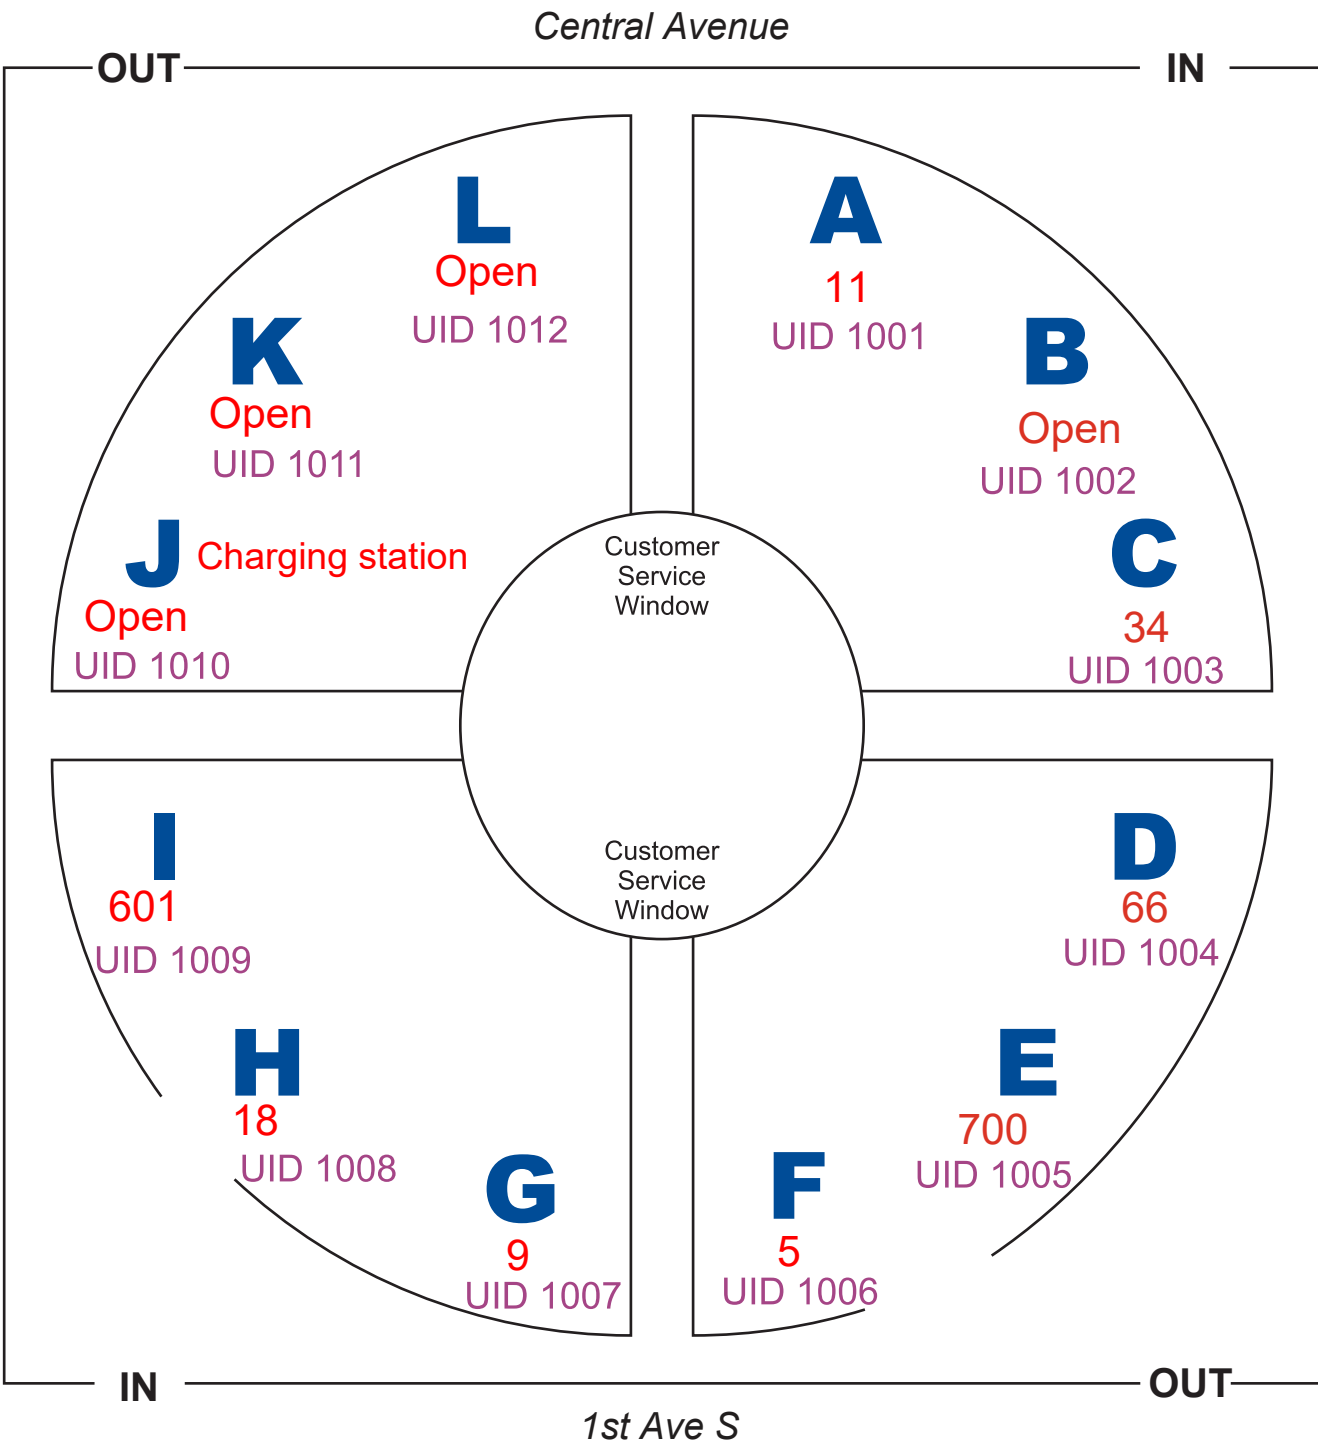 Central Avenue
OUT
IN
L
Open
UID 1012
A
11
UID 1001
K
Open
UID 1011
B
Open
UID 1002
J Charging station
Open
UID 1010
Customer
Service
Window
C
34
UID 1003
I
601
UID 1009
Customer
Service
Window
D
66
UID 1004
H
18
UID 1008
E
700
UID 1005
G
9
UID 1007
F
5
UID 1006
IN
OUT
1st Ave S